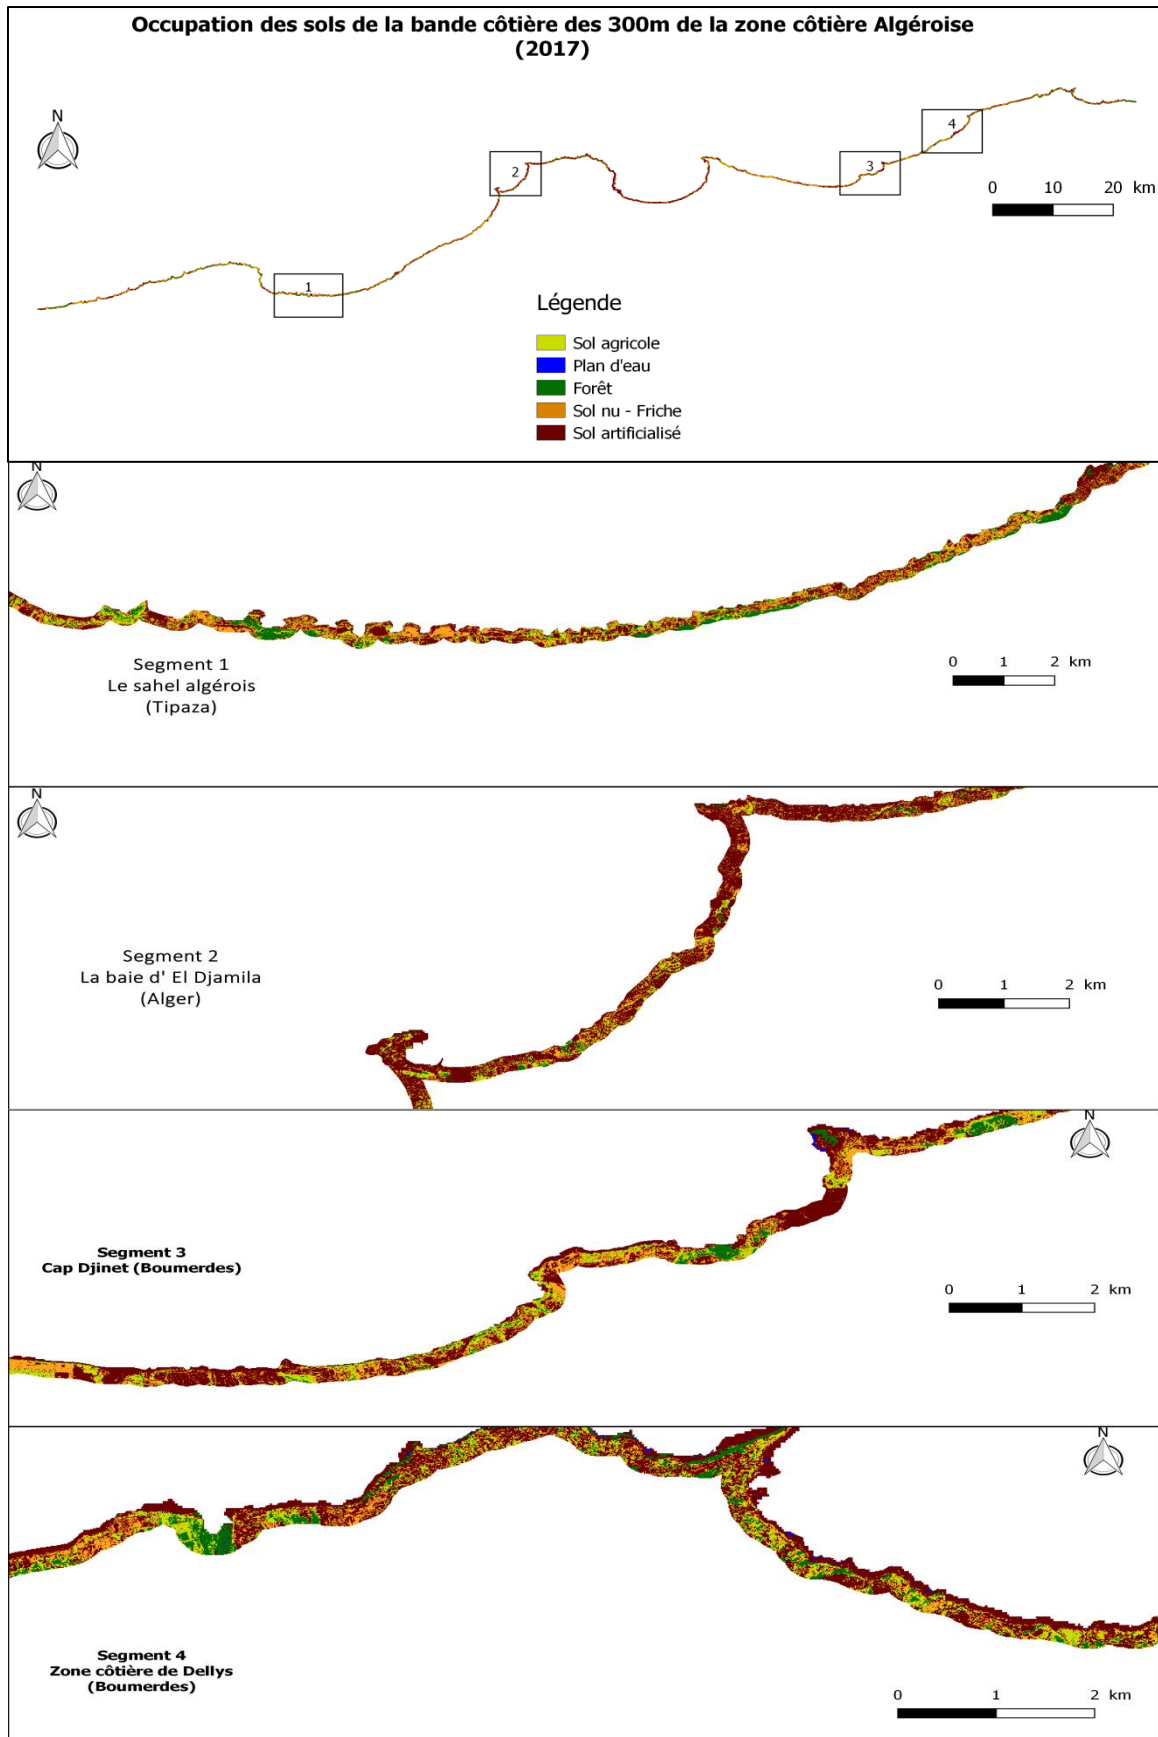 Occupation des sols de la bande côtière des 300m de la zone côtière Algéroise
(2017)
N
4
2
3
0 10 20 km
1
Légende
Sol agricole
Plan d'eau
Forêt
Sol nu - Friche
Sol artificialisé
N
Segment 1
Le sahel algérois
(Tipaza)
0 1 2 km
N
Segment 2
La baie d' El Djamila
(Alger)
0 1 2 km
N
Segment 3
Cap Djinet (Boumerdes)
0 1 2 km
N
Segment 4
Zone côtière de Dellys
(Boumerdes)
0 1 2 km